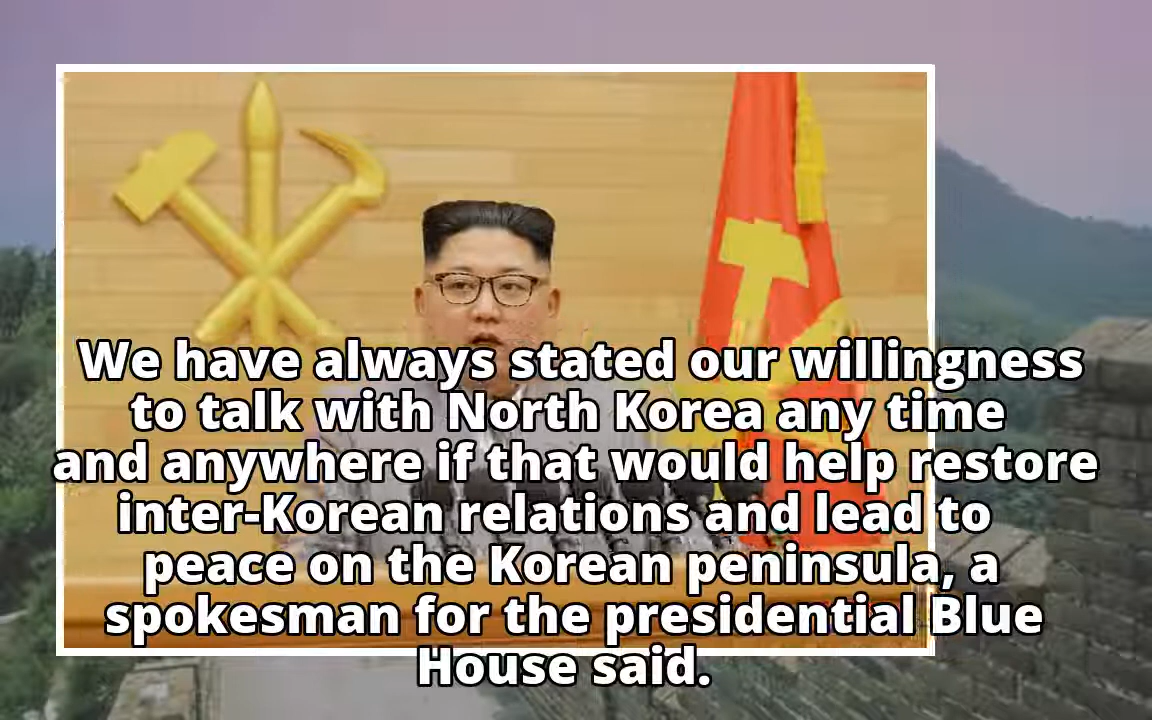 We have always stated our willingness
to talk with North Korea any time
and anywhere if that would help restore
inter-Korean relations and lead to
peace on the Korean peninsula, a
spokesman for the presidential Blue
House said.